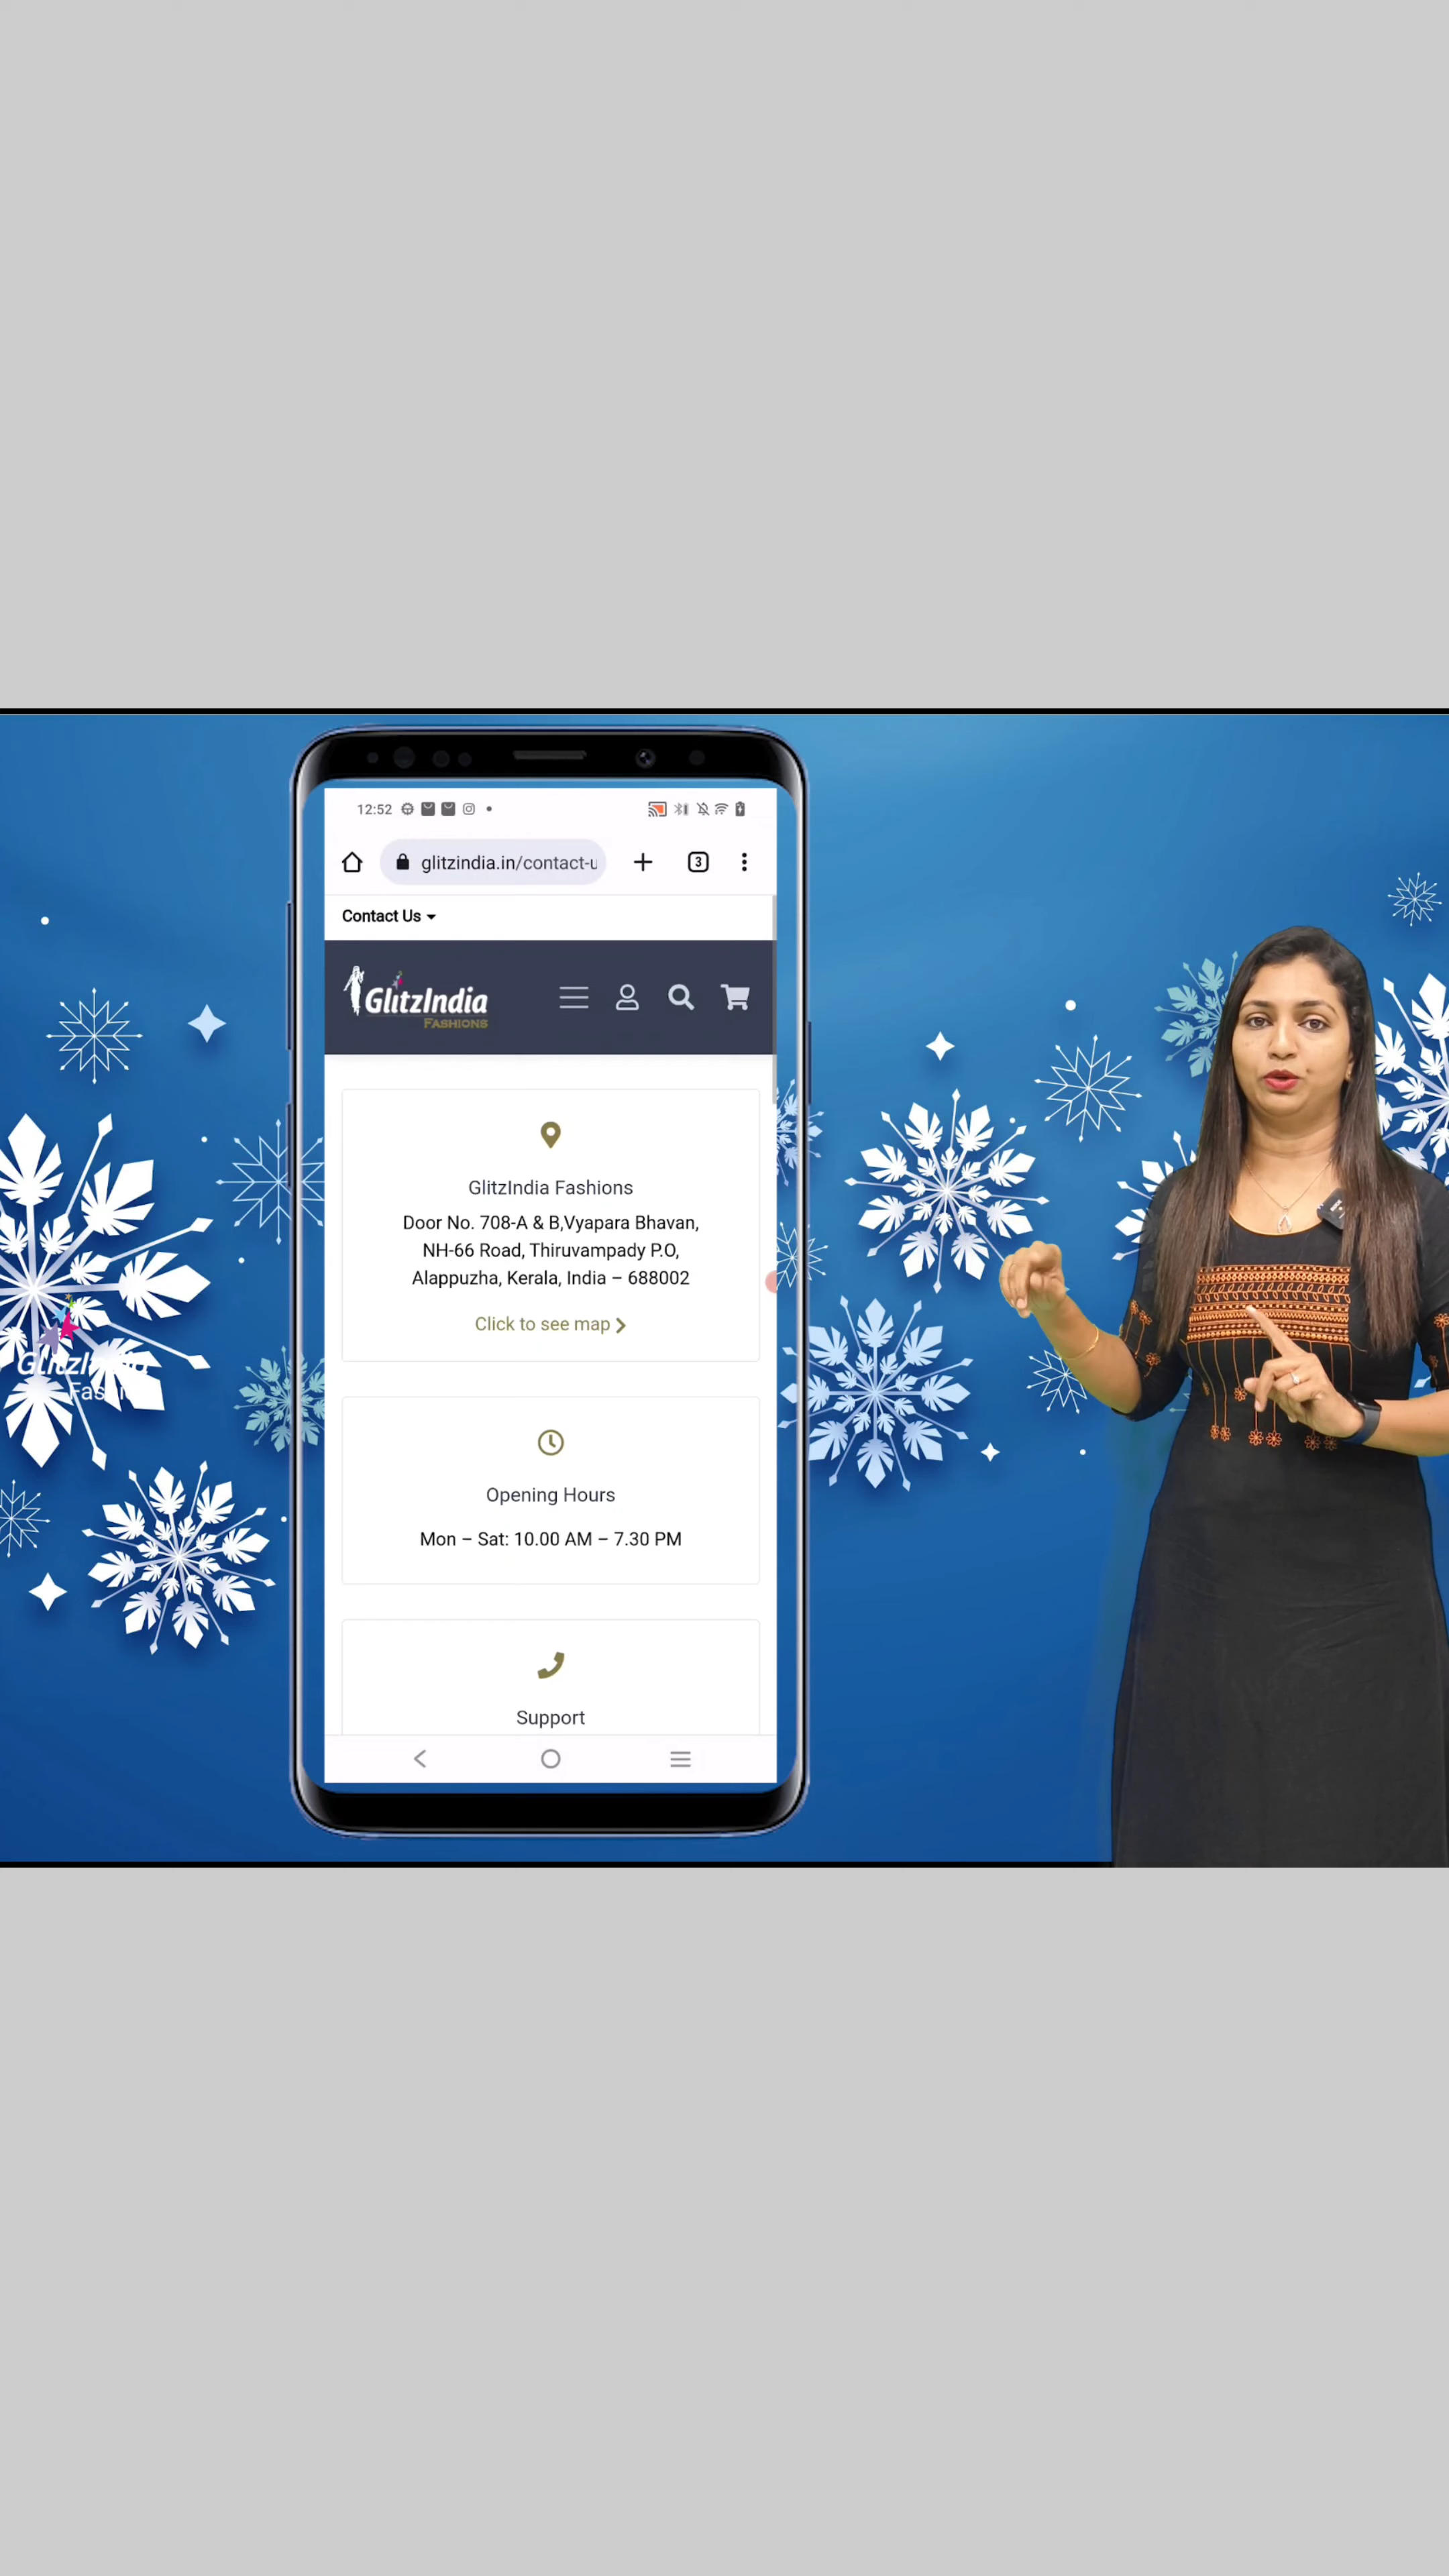 12:52
glitzindia.in/contact-u
3
Contact Us
GlitzIndia
FASHIONS
GlitzIndia Fashions
Door No. 708-A & B,Vyapara Bhavan,
NH-66 Road, Thiruvampady P.O,
Alappuzha, Kerala, India – 688002
Click to see map
Opening Hours
Mon – Sat: 10.00 AM – 7.30 PM
Support
GlitzIndia